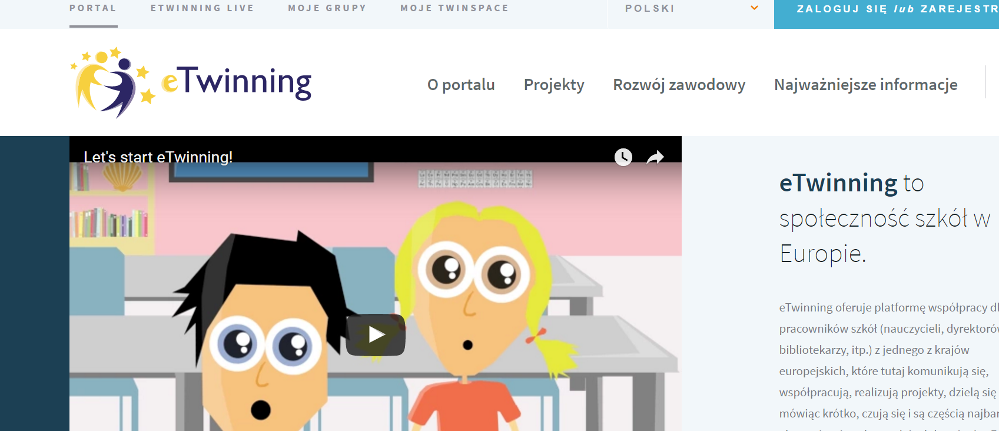 PORTAL ETWINNING LIVE MOJE GRUPY MOJE TWINSPACE POLSKI ZALOGUJ SIĘ lub ZAREJESTR
eTwinning
O portalu Projekty Rozwój zawodowy Najważniejsze informacje
Let's start eTwinning!
eTwinning to
społeczność szkół w
Europie.
eTwinning oferuje platformę współpracy dl
pracowników szkół (nauczycieli, dyrektorów
bibliotekarzy, itp.) z jednego z krajów
europejskich, które tutaj komunikują się,
współpracują, realizują projekty, dzielą się
mówiąc krótko, czują się i są częścią najbar